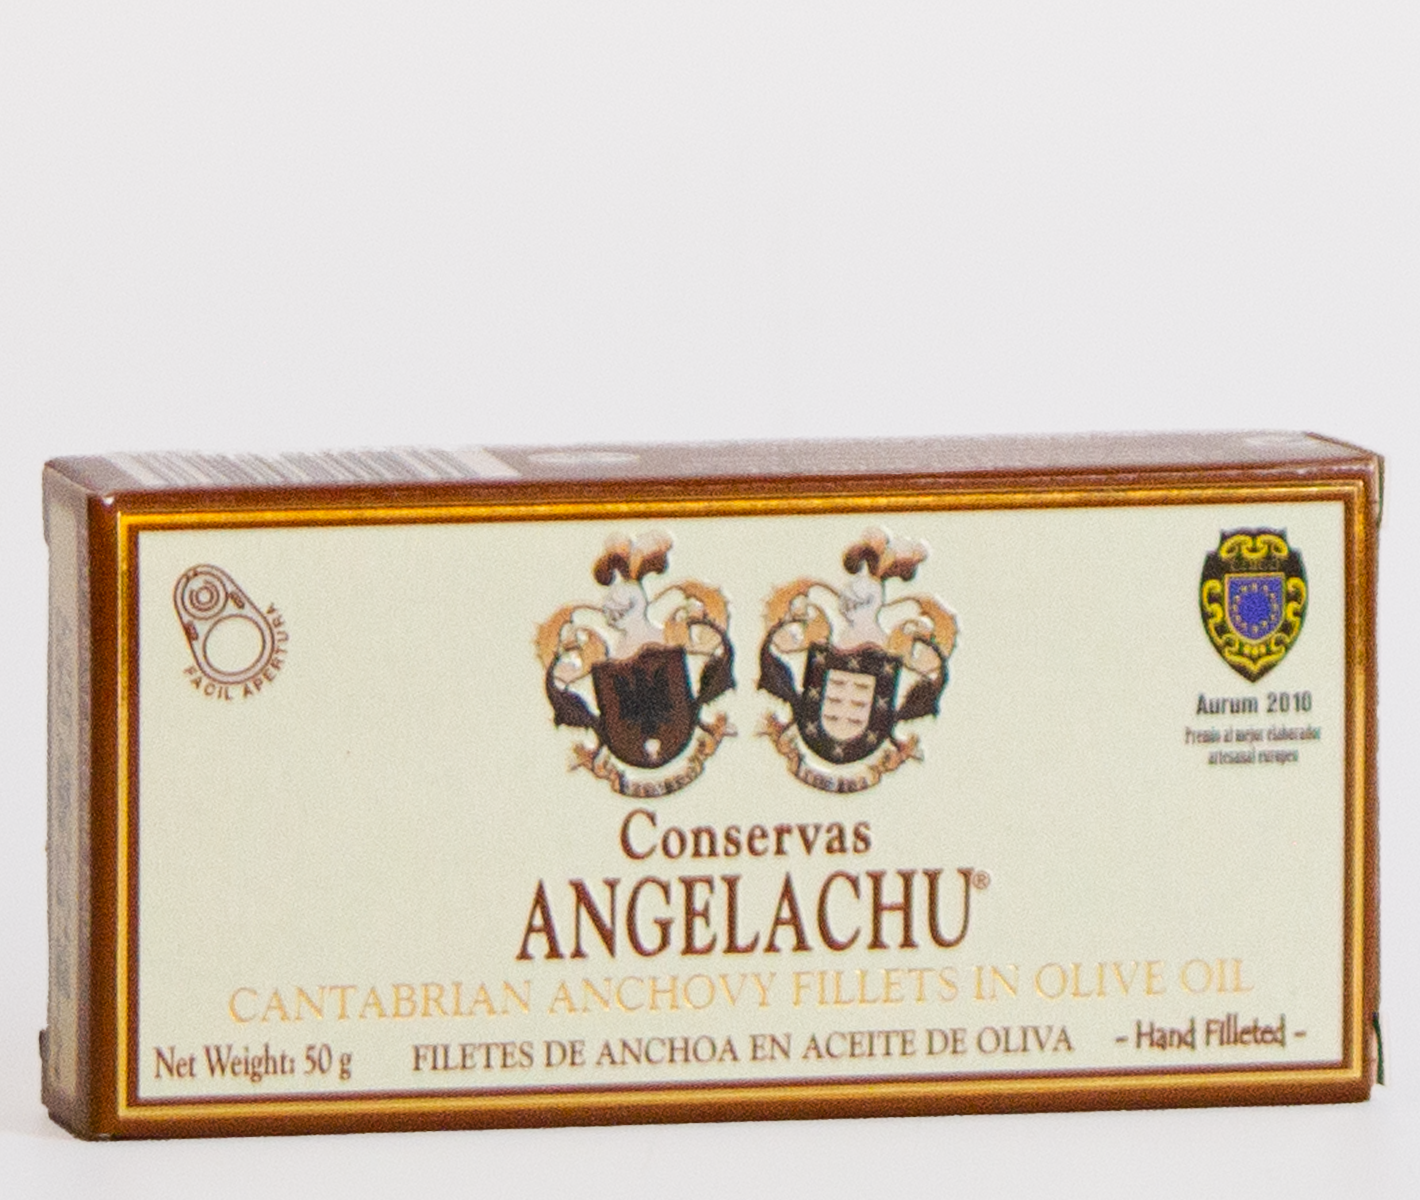 FACIL APERTURA
Aurum 2010
Premio al mejor elaborador
artesanal europeo
Conservas
ANGELACHU®
CANTABRIAN ANCHOVY FILLETS IN OLIVE OIL
Net Weight: 50 g
FILETES DE ANCHOA EN ACEITE DE OLIVA
- Hand Filleted -